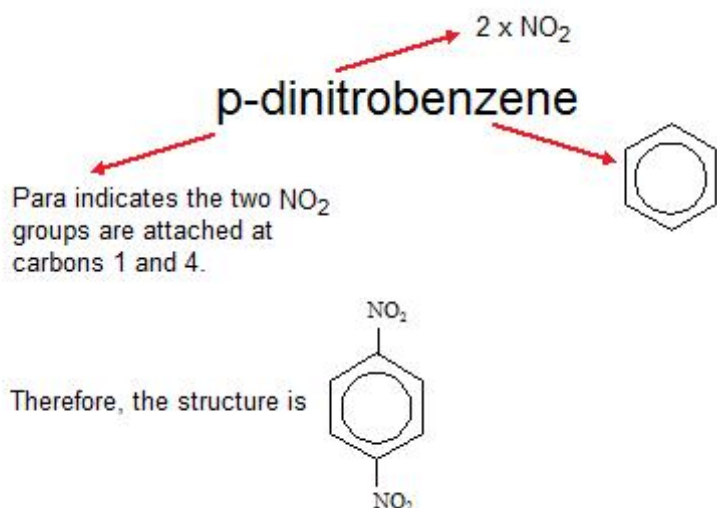 2 x NO2
p-dinitrobenzene
Para indicates the two NO2
groups are attached at
carbons 1 and 4.
NO2
Therefore, the structure is
NO2